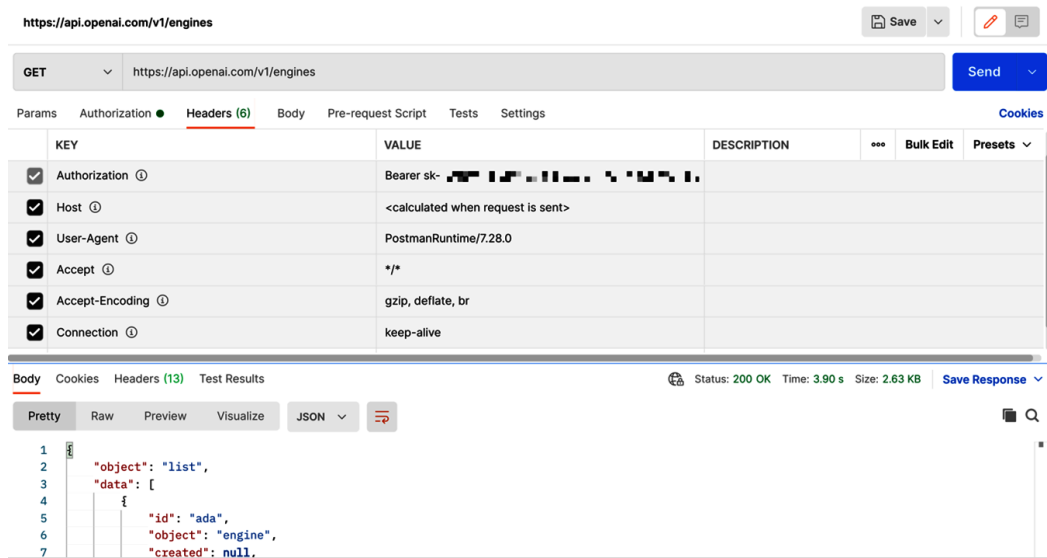 https://api.openai.com/v1/engines Save
GET https://api.openai.com/v1/engines Send
Params Authorization Headers (6) Body Pre-request Script Tests Settings Cookies
KEY VALUE DESCRIPTION ooo Bulk Edit Presets
Authorization Bearer sk-
Host <calculated when request is sent>
User-Agent PostmanRuntime/7.28.0
Accept */*
Accept-Encoding gzip, deflate, br
Connection keep-alive
Body Cookies Headers (13) Test Results Status: 200 OK Time: 3.90 s Size: 2.63 KB Save Response
Pretty Raw Preview Visualize JSON
1 {
2 "object": "list",
3 "data": [
4 {
5 "id": "ada",
6 "object": "engine",
7 "created": null,